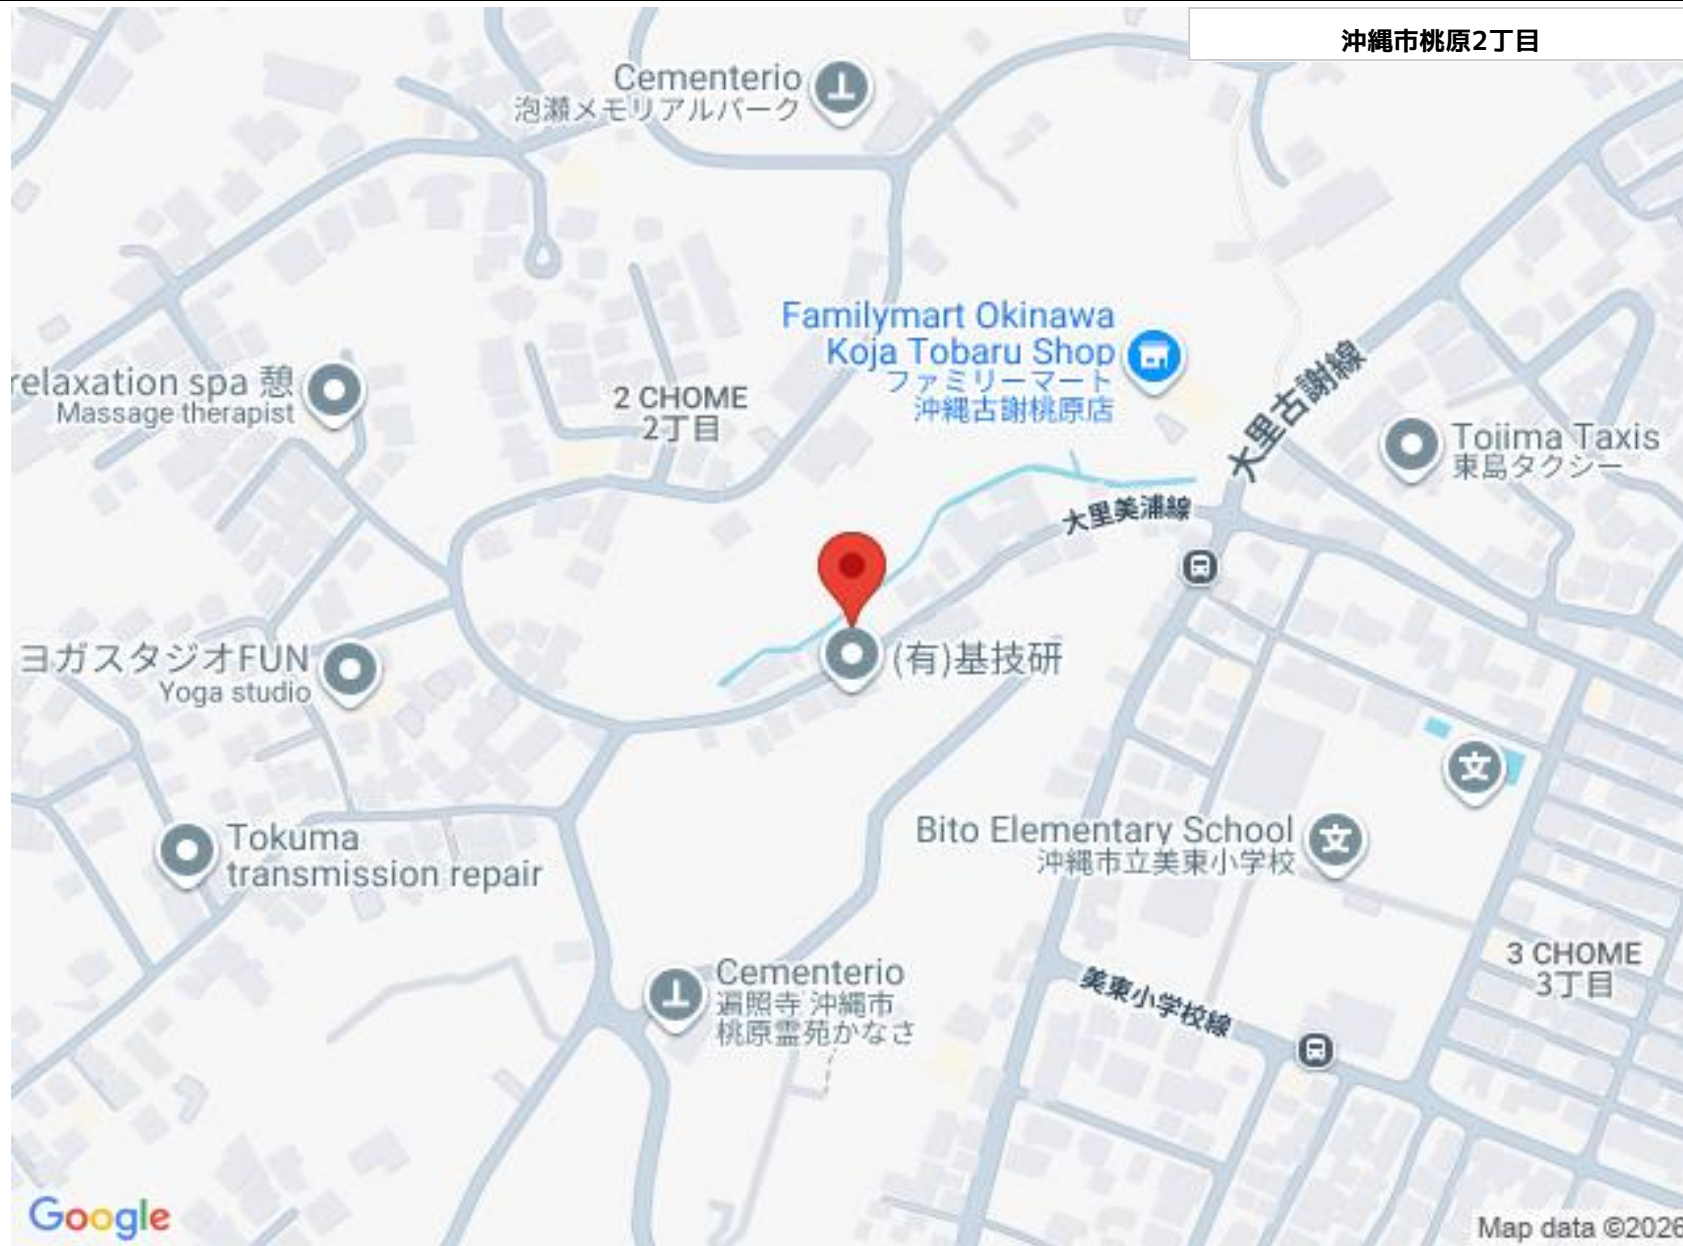 沖縄市桃原2丁目
Cementerio
泡瀬メモリアルパーク
Familymart Okinawa
Koja Tobaru Shop
ファミリーマート
沖縄古謝桃原店
大里古謝線
relaxation spa 憩
Massage therapist
2 CHOME
2丁目
Tojima Taxis
東島タクシー
大里美浦線
(有)基技研
ヨガスタジオFUN
Yoga studio
Tokuma
transmission repair
Bito Elementary School
沖縄市立美東小学校
文
文
3 CHOME
3丁目
Cementerio
遍照寺 沖縄市
桃原霊苑かなさ
美東小学校線
Google
Map data ©2026